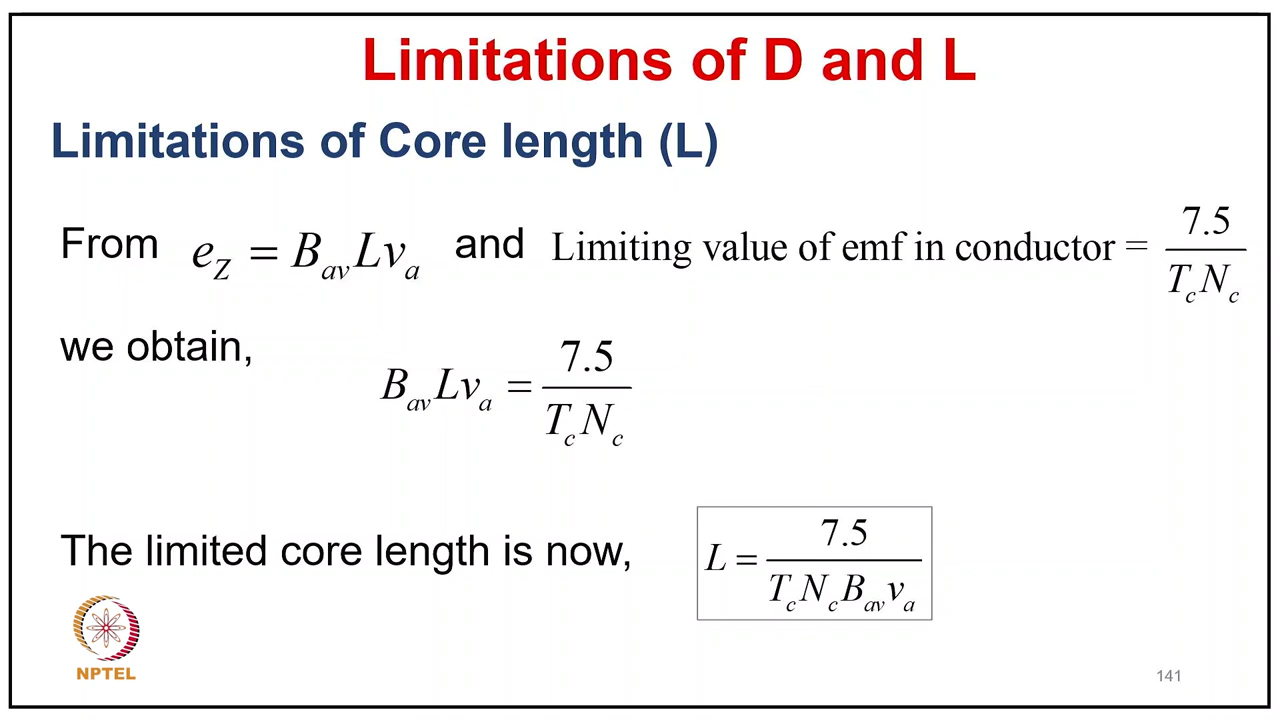 Limitations of D and L
Limitations of Core length (L)
From e_Z = B_av L v_a and Limiting value of emf in conductor = 7.5 / T_c N_c
we obtain,
B_av L v_a = 7.5 / T_c N_c
The limited core length is now, L = 7.5 / T_c N_c B_av v_a
NPTEL
141